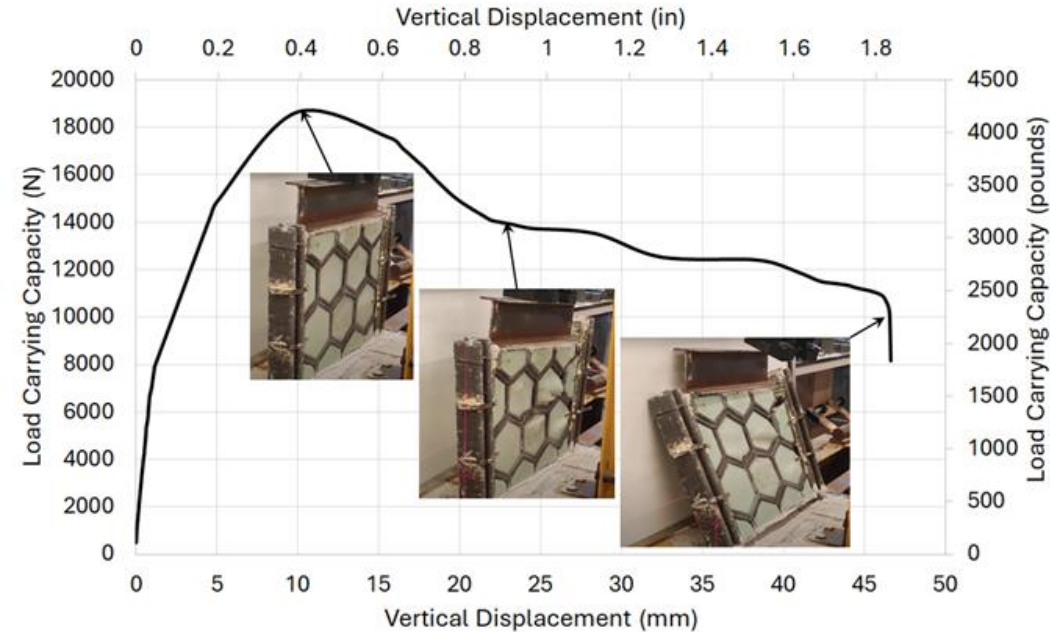 Vertical Displacement (in)
0 0.2 0.4 0.6 0.8 1 1.2 1.4 1.6 1.8
20000 4500
18000 4000
16000 3500
14000 3000
12000 2500
10000 2000
8000 1500
6000 1000
4000 500
2000 0
0
Load Carrying Capacity (N)
Load Carrying Capacity (pounds)
0 5 10 15 20 25 30 35 40 45 50
Vertical Displacement (mm)